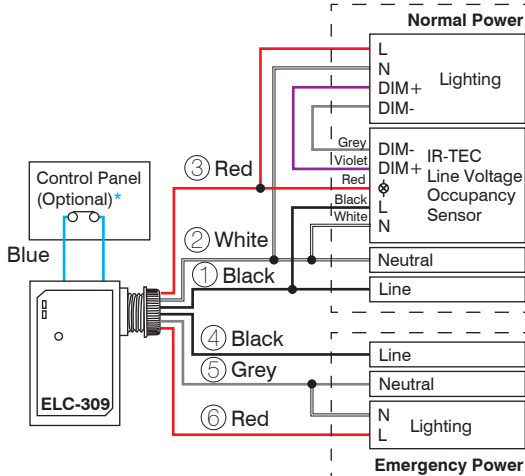 Normal Power
L
N
DIM+
DIM-
Lighting
Grey
Violet
Red
Black
White
DIM-
DIM+
L
N
IR-TEC
Line Voltage
Occupancy
Sensor
Control Panel
(Optional)*
Blue
③ Red
② White
① Black
Neutral
Line
④ Black
⑤ Grey
⑥ Red
ELC-309
Line
Neutral
N
L
Lighting
Emergency Power